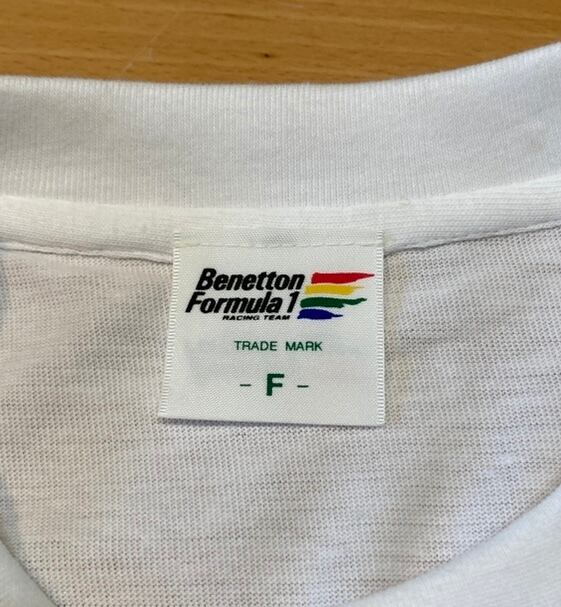 Benetton
Formula 1
RACING TEAM
TRADE MARK
- F -